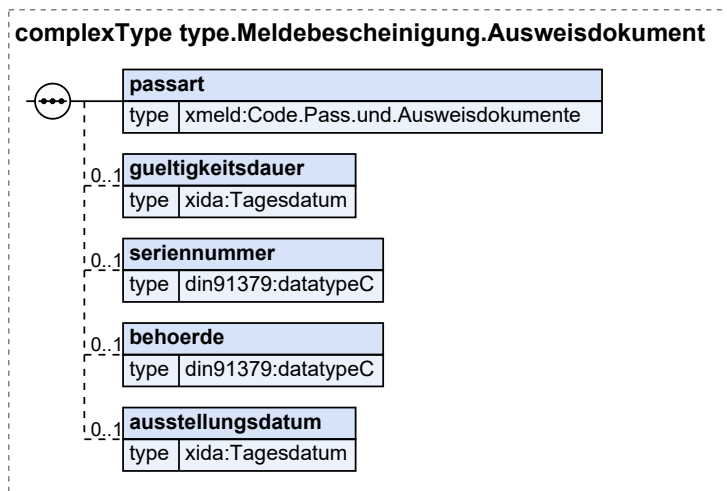 complexType type.Meldebescheinigung.Ausweisdokument
passart
type xmeld:Code.Pass.und.Ausweisdokumente
0..1 gueltigkeitsdauer
type xida:Tagesdatum
0..1 seriennummer
type din91379:datatypeC
0..1 behoerde
type din91379:datatypeC
0..1 ausstellungsdatum
type xida:Tagesdatum